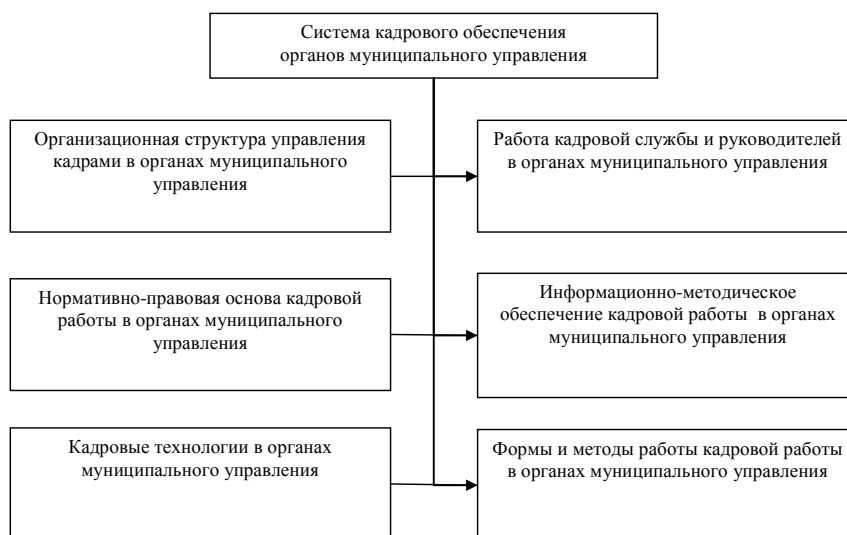 Система кадрового обеспечения
органов муниципального управления
Организационная структура управления
кадрами в органах муниципального
управления
Работа кадровой службы и руководителей
в органах муниципального управления
Нормативно-правовая основа кадровой
работы в органах муниципального
управления
Информационно-методическое
обеспечение кадровой работы в органах
муниципального управления
Кадровые технологии в органах
муниципального управления
Формы и методы работы кадровой работы
в органах муниципального управления